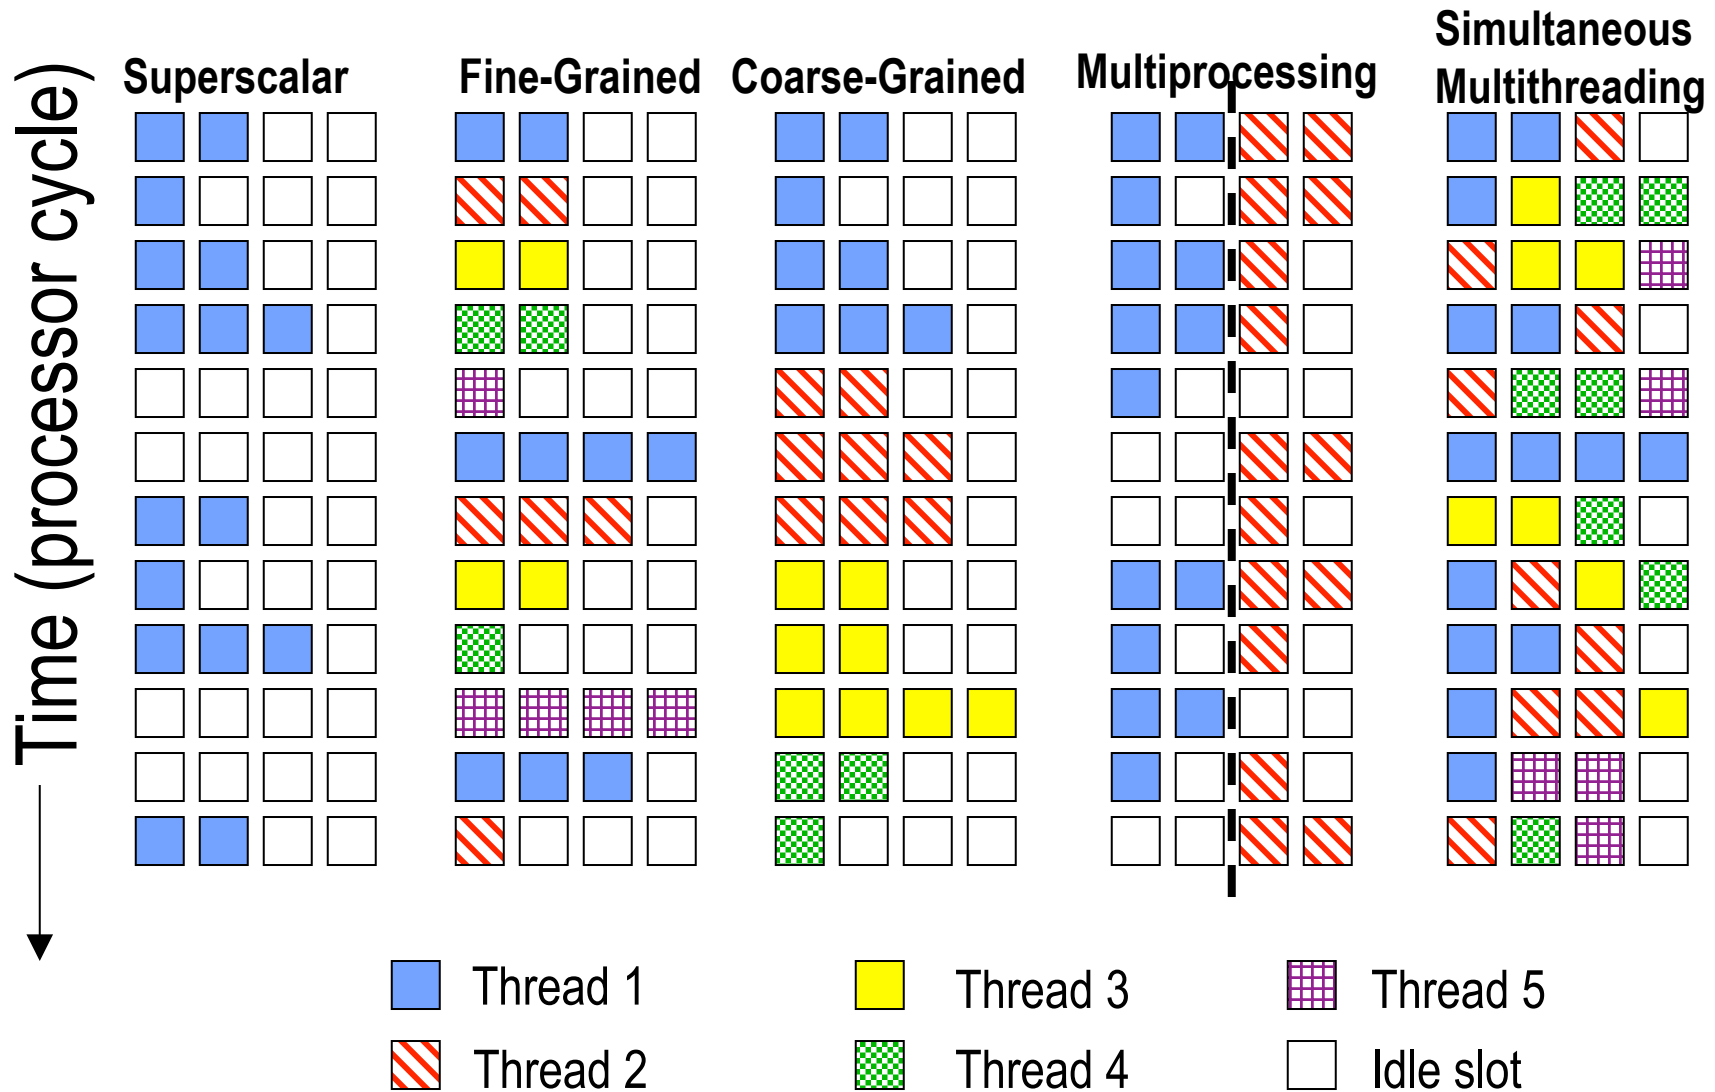 Time (processor cycle)
Superscalar
Fine-Grained
Coarse-Grained
Multiprocessing
Simultaneous
Multithreading
Thread 1
Thread 3
Thread 5
Thread 2
Thread 4
Idle slot